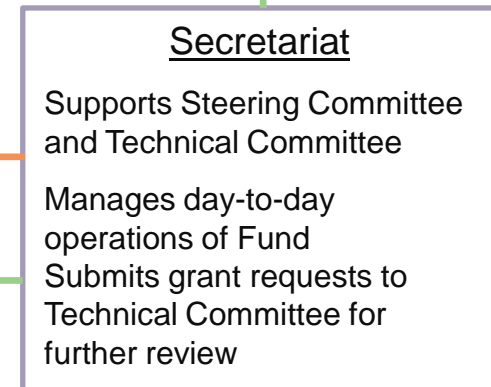 Secretariat
Supports Steering Committee
and Technical Committee
Manages day-to-day
operations of Fund
Submits grant requests to
Technical Committee for
further review